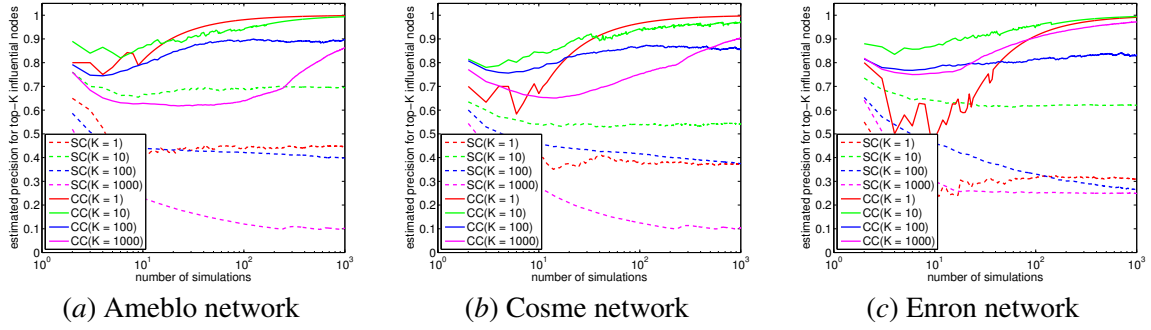 estimated precision for top−K influential nodes
1
0.9
0.8
0.7
0.6
0.5
0.4
0.3
0.2
0.1
0
SC(K = 1)
SC(K = 10)
SC(K = 100)
SC(K = 1000)
CC(K = 1)
CC(K = 10)
CC(K = 100)
CC(K = 1000)
10^0 10^1 10^2 10^3
number of simulations
(a) Ameblo network
estimated precision for top−K influential nodes
1
0.9
0.8
0.7
0.6
0.5
0.4
0.3
0.2
0.1
0
SC(K = 1)
SC(K = 10)
SC(K = 100)
SC(K = 1000)
CC(K = 1)
CC(K = 10)
CC(K = 100)
CC(K = 1000)
10^0 10^1 10^2 10^3
number of simulations
(b) Cosme network
estimated precision for top−K influential nodes
1
0.9
0.8
0.7
0.6
0.5
0.4
0.3
0.2
0.1
0
SC(K = 1)
SC(K = 10)
SC(K = 100)
SC(K = 1000)
CC(K = 1)
CC(K = 10)
CC(K = 100)
CC(K = 1000)
10^0 10^1 10^2 10^3
number of simulations
(c) Enron network